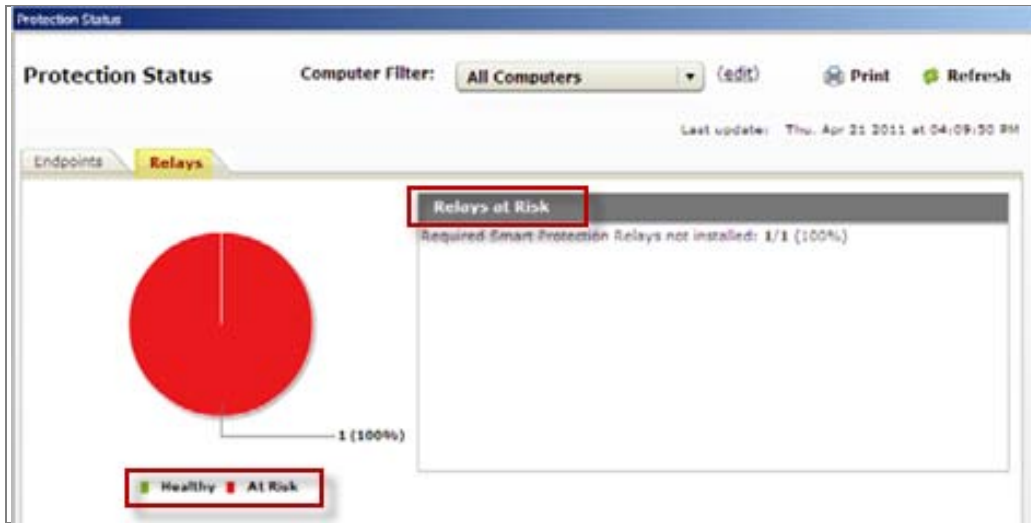 Protection Status
Protection Status Computer Filter: All Computers (edit) Print Refresh
Last update: Thu, Apr 21 2011 at 04:09:50 PM
Endpoints Relays
Relays at Risk
Required Smart Protection Relays not installed: 1/1 (100%)
1 (100%)
Healthy At Risk